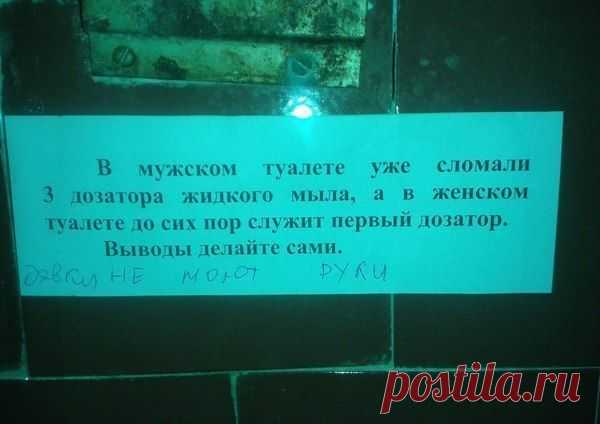 В мужском туалете уже сломали
3 дозатора жидкого мыла, а в женском
туалете до сих пор служит первый дозатор.
Выводы делайте сами.
девки НЕ моют РУКИ
postila.ru